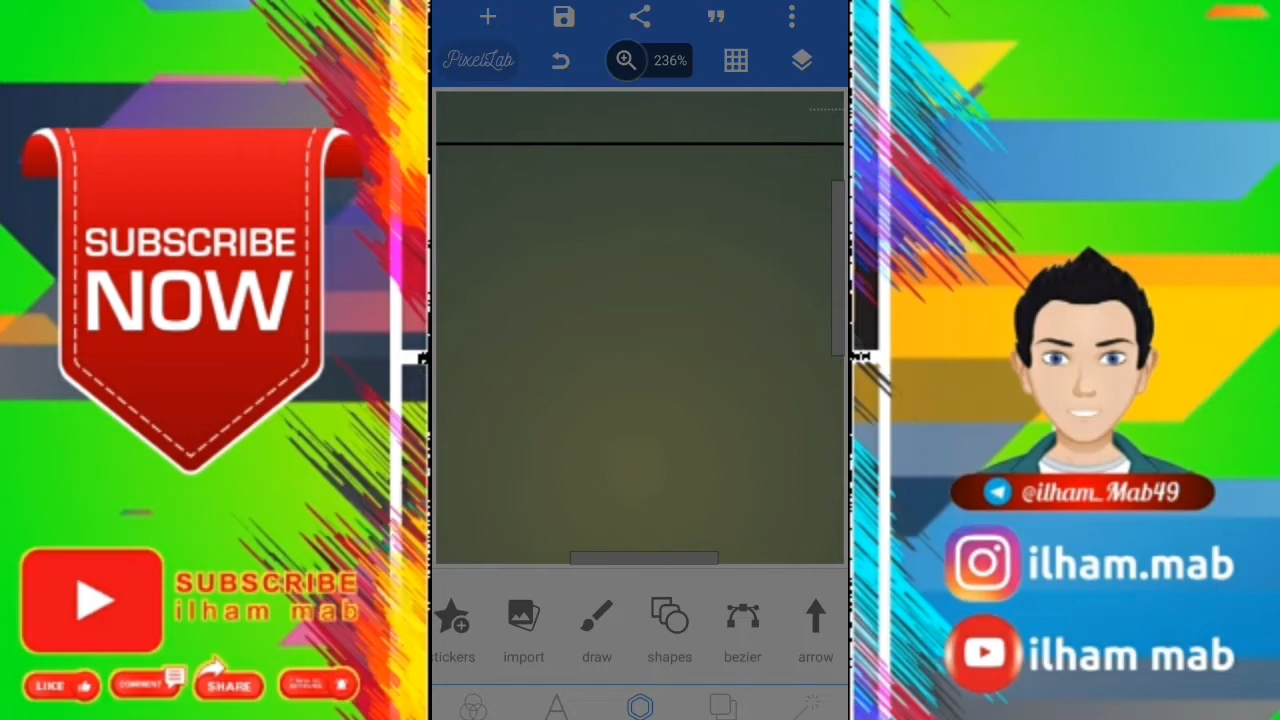 SUBSCRIBE
NOW
SUBSCRIBE
ilham mab
LIKE
COMMENT
SHARE
PixelLab
236%
tickers
import
draw
shapes
bezier
arrow
@ilham_Mab49
ilham.mab
ilham mab